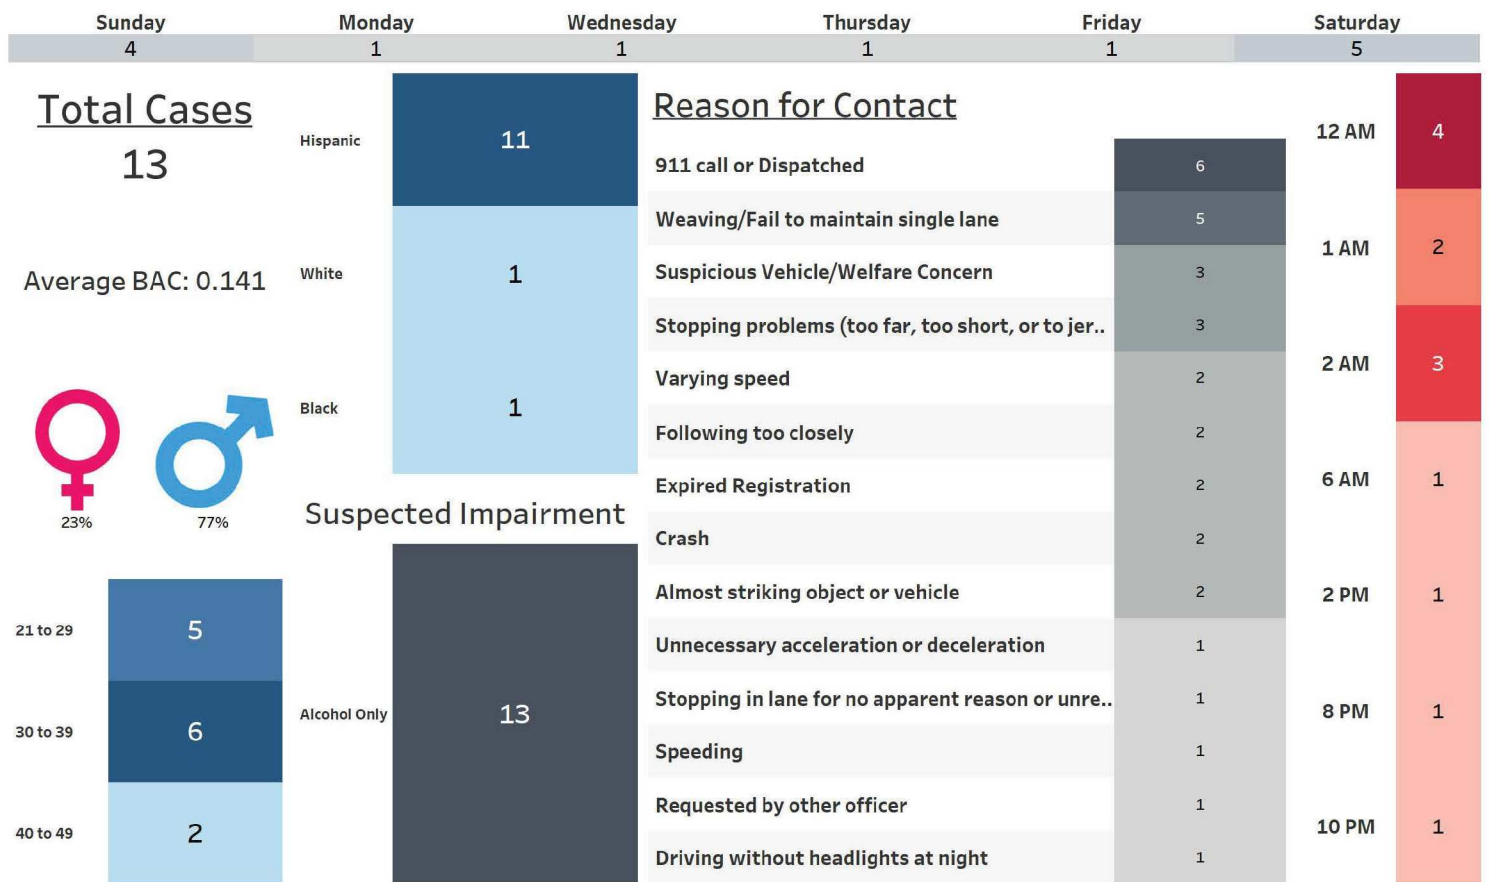 Sunday Monday Wednesday Thursday Friday Saturday
4 1 1 1 1 5
Total Cases
13
Average BAC: 0.141
23% 77%
21 to 29 5
30 to 39 6
40 to 49 2
Hispanic 11
White 1
Black 1
Suspected Impairment
Alcohol Only 13
Reason for Contact
911 call or Dispatched 6
Weaving/Fail to maintain single lane 5
Suspicious Vehicle/Welfare Concern 3
Stopping problems (too far, too short, or to jer.. 3
Varying speed 2
Following too closely 2
Expired Registration 2
Crash 2
Almost striking object or vehicle 2
Unnecessary acceleration or deceleration 1
Stopping in lane for no apparent reason or unre.. 1
Speeding 1
Requested by other officer 1
Driving without headlights at night 1
12 AM 4
1 AM 2
2 AM 3
6 AM 1
2 PM 1
8 PM 1
10 PM 1